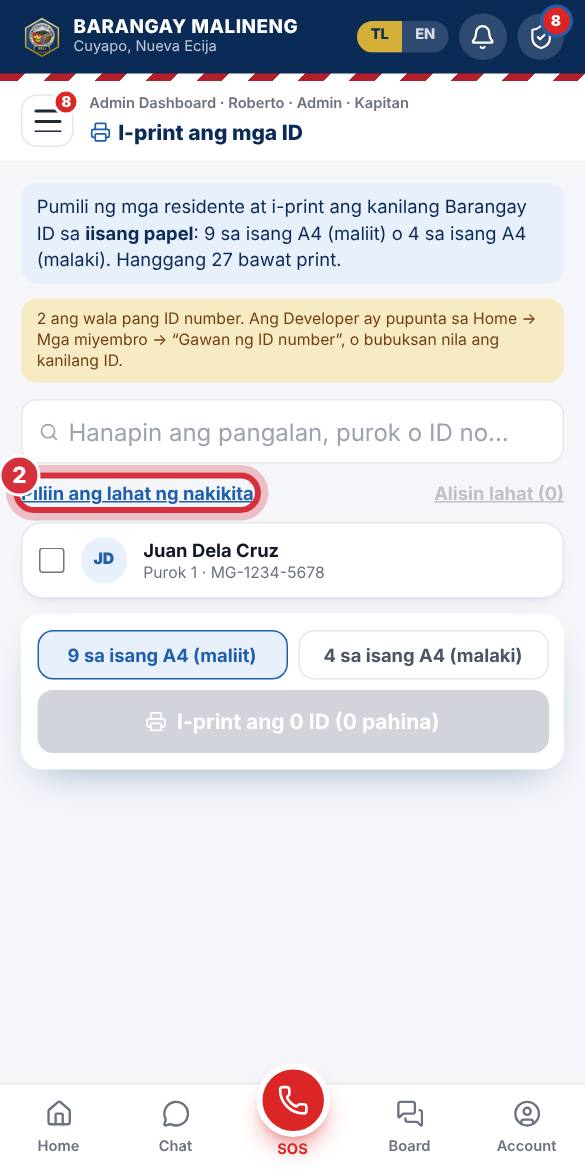 BARANGAY MALINENG
Cuyapo, Nueva Ecija
TL EN
8
8
Admin Dashboard · Roberto · Admin · Kapitan
I-print ang mga ID
Pumili ng mga residente at i-print ang kanilang Barangay
ID sa iisang papel: 9 sa isang A4 (maliit) o 4 sa isang A4
(malaki). Hanggang 27 bawat print.
2 ang wala pang ID number. Ang Developer ay pupunta sa Home →
Mga miyembro → “Gawan ng ID number”, o bubuksan nila ang
kanilang ID.
Hanapin ang pangalan, purok o ID no...
2
Piliin ang lahat ng nakikita
Alisin lahat (0)
JD
Juan Dela Cruz
Purok 1 · MG-1234-5678
9 sa isang A4 (maliit)
4 sa isang A4 (malaki)
I-print ang 0 ID (0 pahina)
Home
Chat
SOS
Board
Account